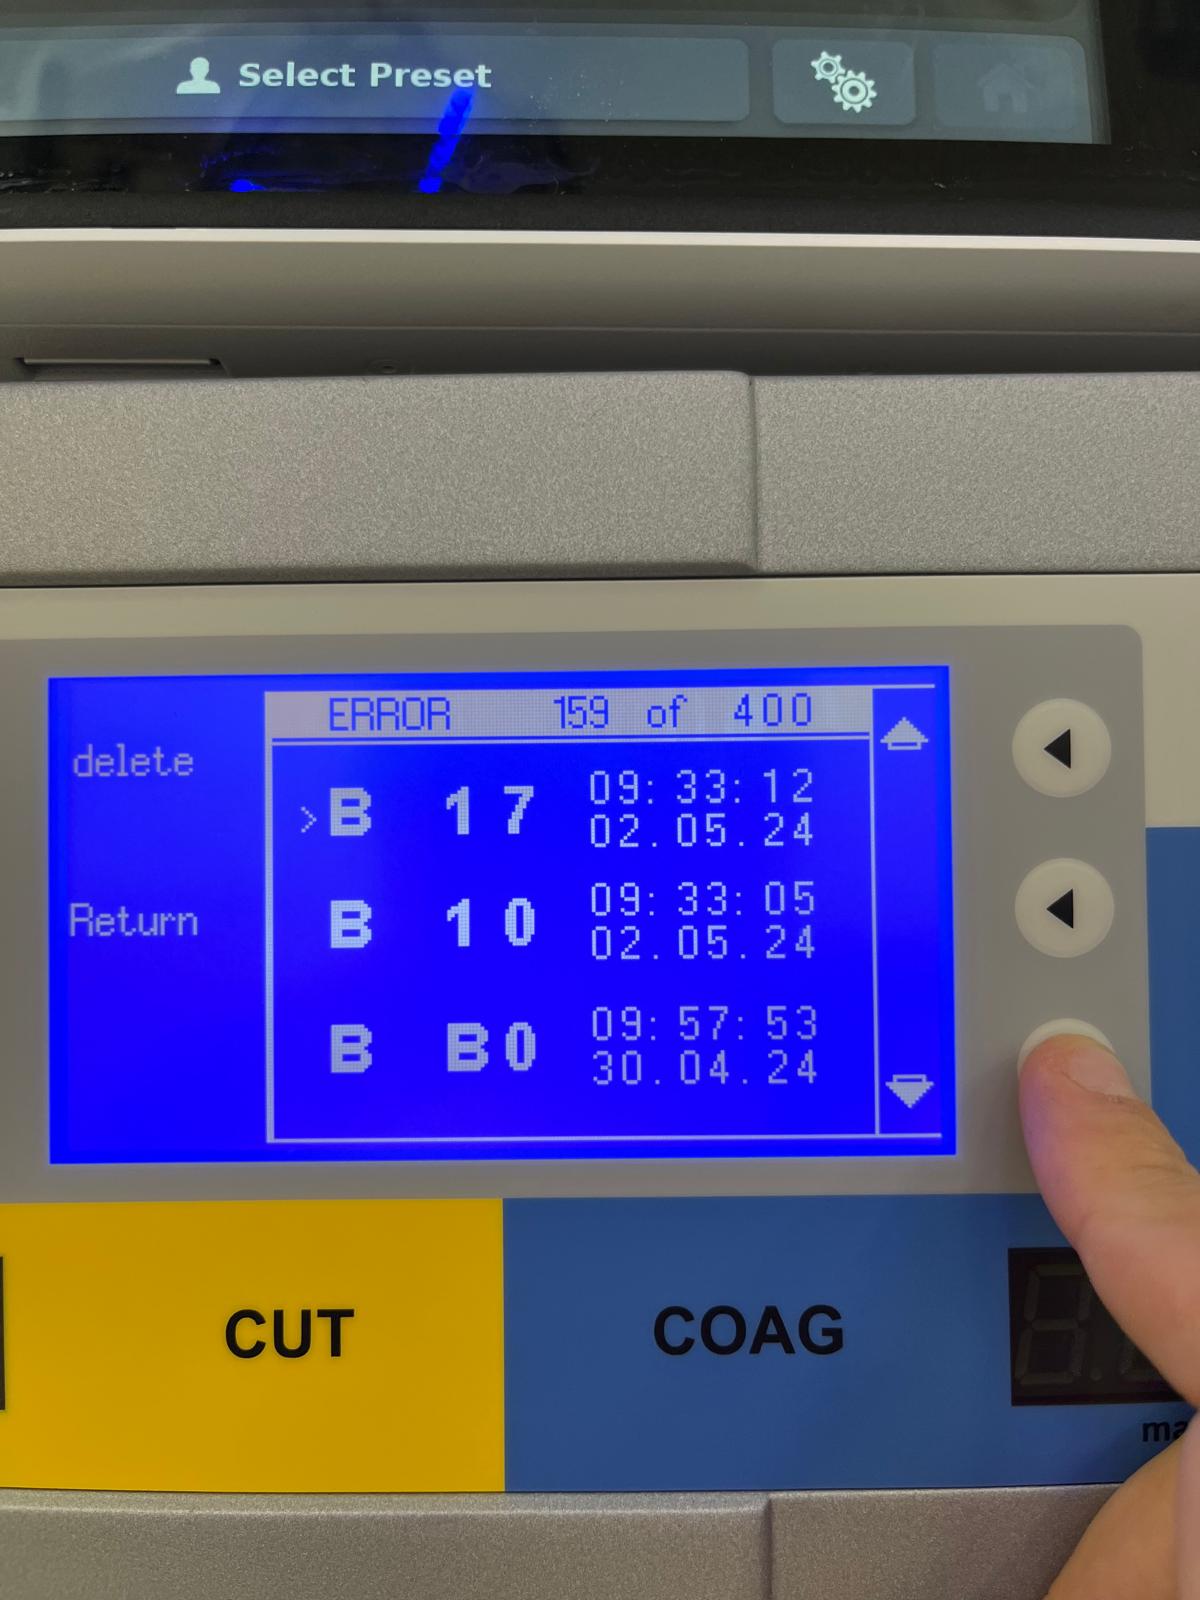 Select Preset
ERROR 159 of 400
delete
>B 17 09:33:12
02.05.24
Return
B 10 09:33:05
02.05.24
B B0 09:57:53
30.04.24
CUT
COAG